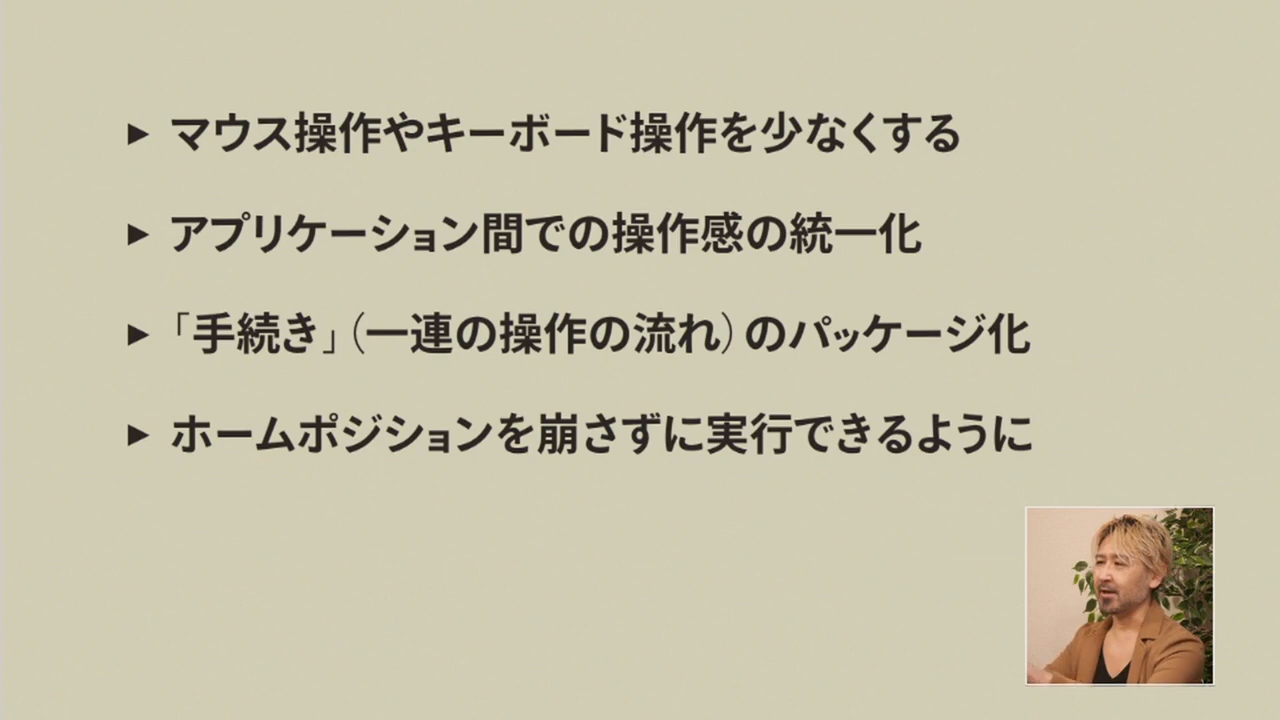 ▶ マウス操作やキーボード操作を少なくする
▶ アプリケーション間での操作感の統一化
▶ 「手続き」（一連の操作の流れ）のパッケージ化
▶ ホームポジションを崩さずに実行できるように